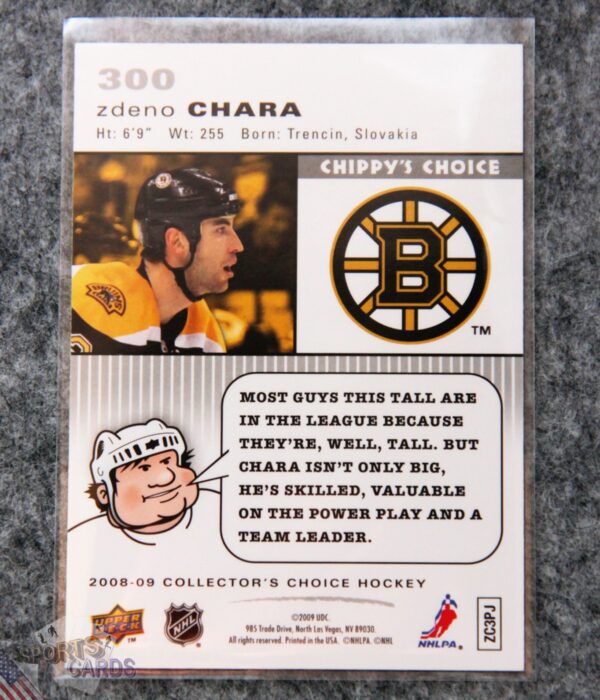 300
zdeno CHARA
Ht: 6'9" Wt: 255 Born: Trencin, Slovakia
CHIPPY'S CHOICE
B
TM
MOST GUYS THIS TALL ARE
IN THE LEAGUE BECAUSE
THEY'RE, WELL, TALL. BUT
CHARA ISN'T ONLY BIG,
HE'S SKILLED, VALUABLE
ON THE POWER PLAY AND A
TEAM LEADER.
2008-09 COLLECTOR'S CHOICE HOCKEY
UPPER DECK
TM
NHL
©2009 UDC.
985 Trade Drive, North Las Vegas, NV 89030.
All rights reserved. Printed in the USA. ©NHLPA. ©NHL
NHLPA.
ZC3PJ
SPORTS
CARDS